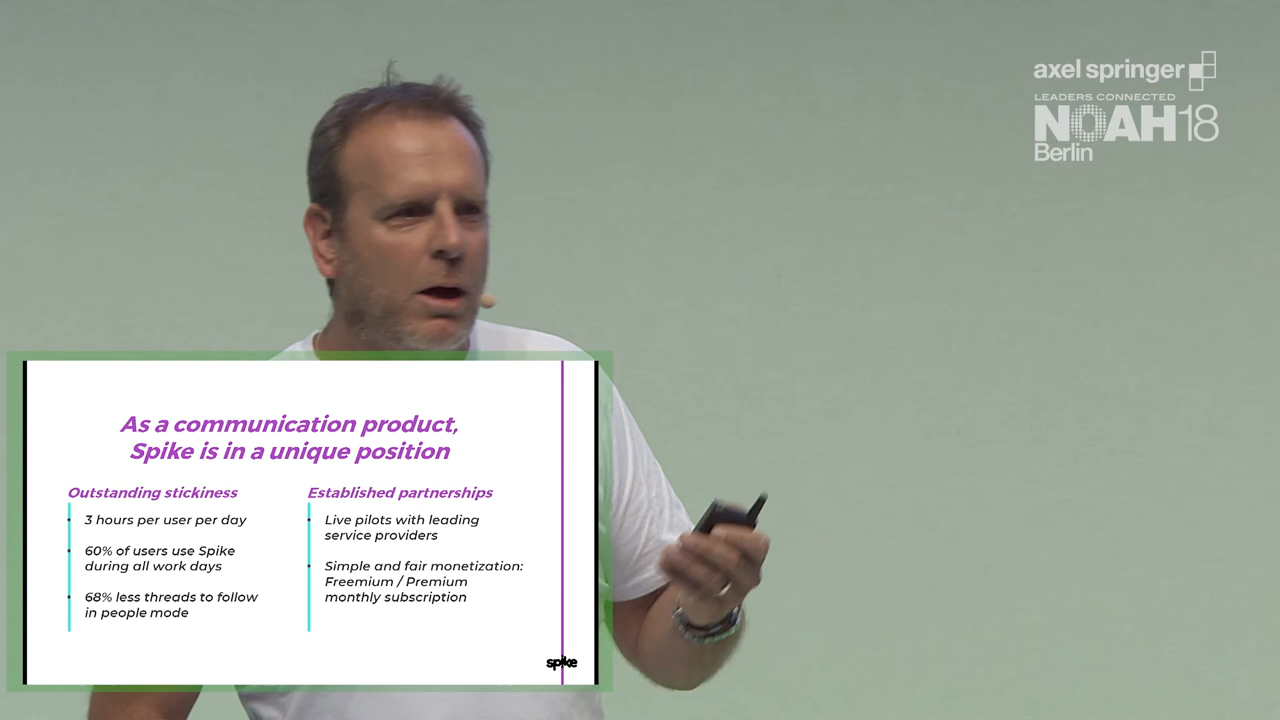 axel springer
LEADERS CONNECTED
NOAH18
Berlin
As a communication product,
Spike is in a unique position
Outstanding stickiness
3 hours per user per day
60% of users use Spike
during all work days
68% less threads to follow
in people mode
Established partnerships
Live pilots with leading
service providers
Simple and fair monetization:
Freemium / Premium
monthly subscription
spike